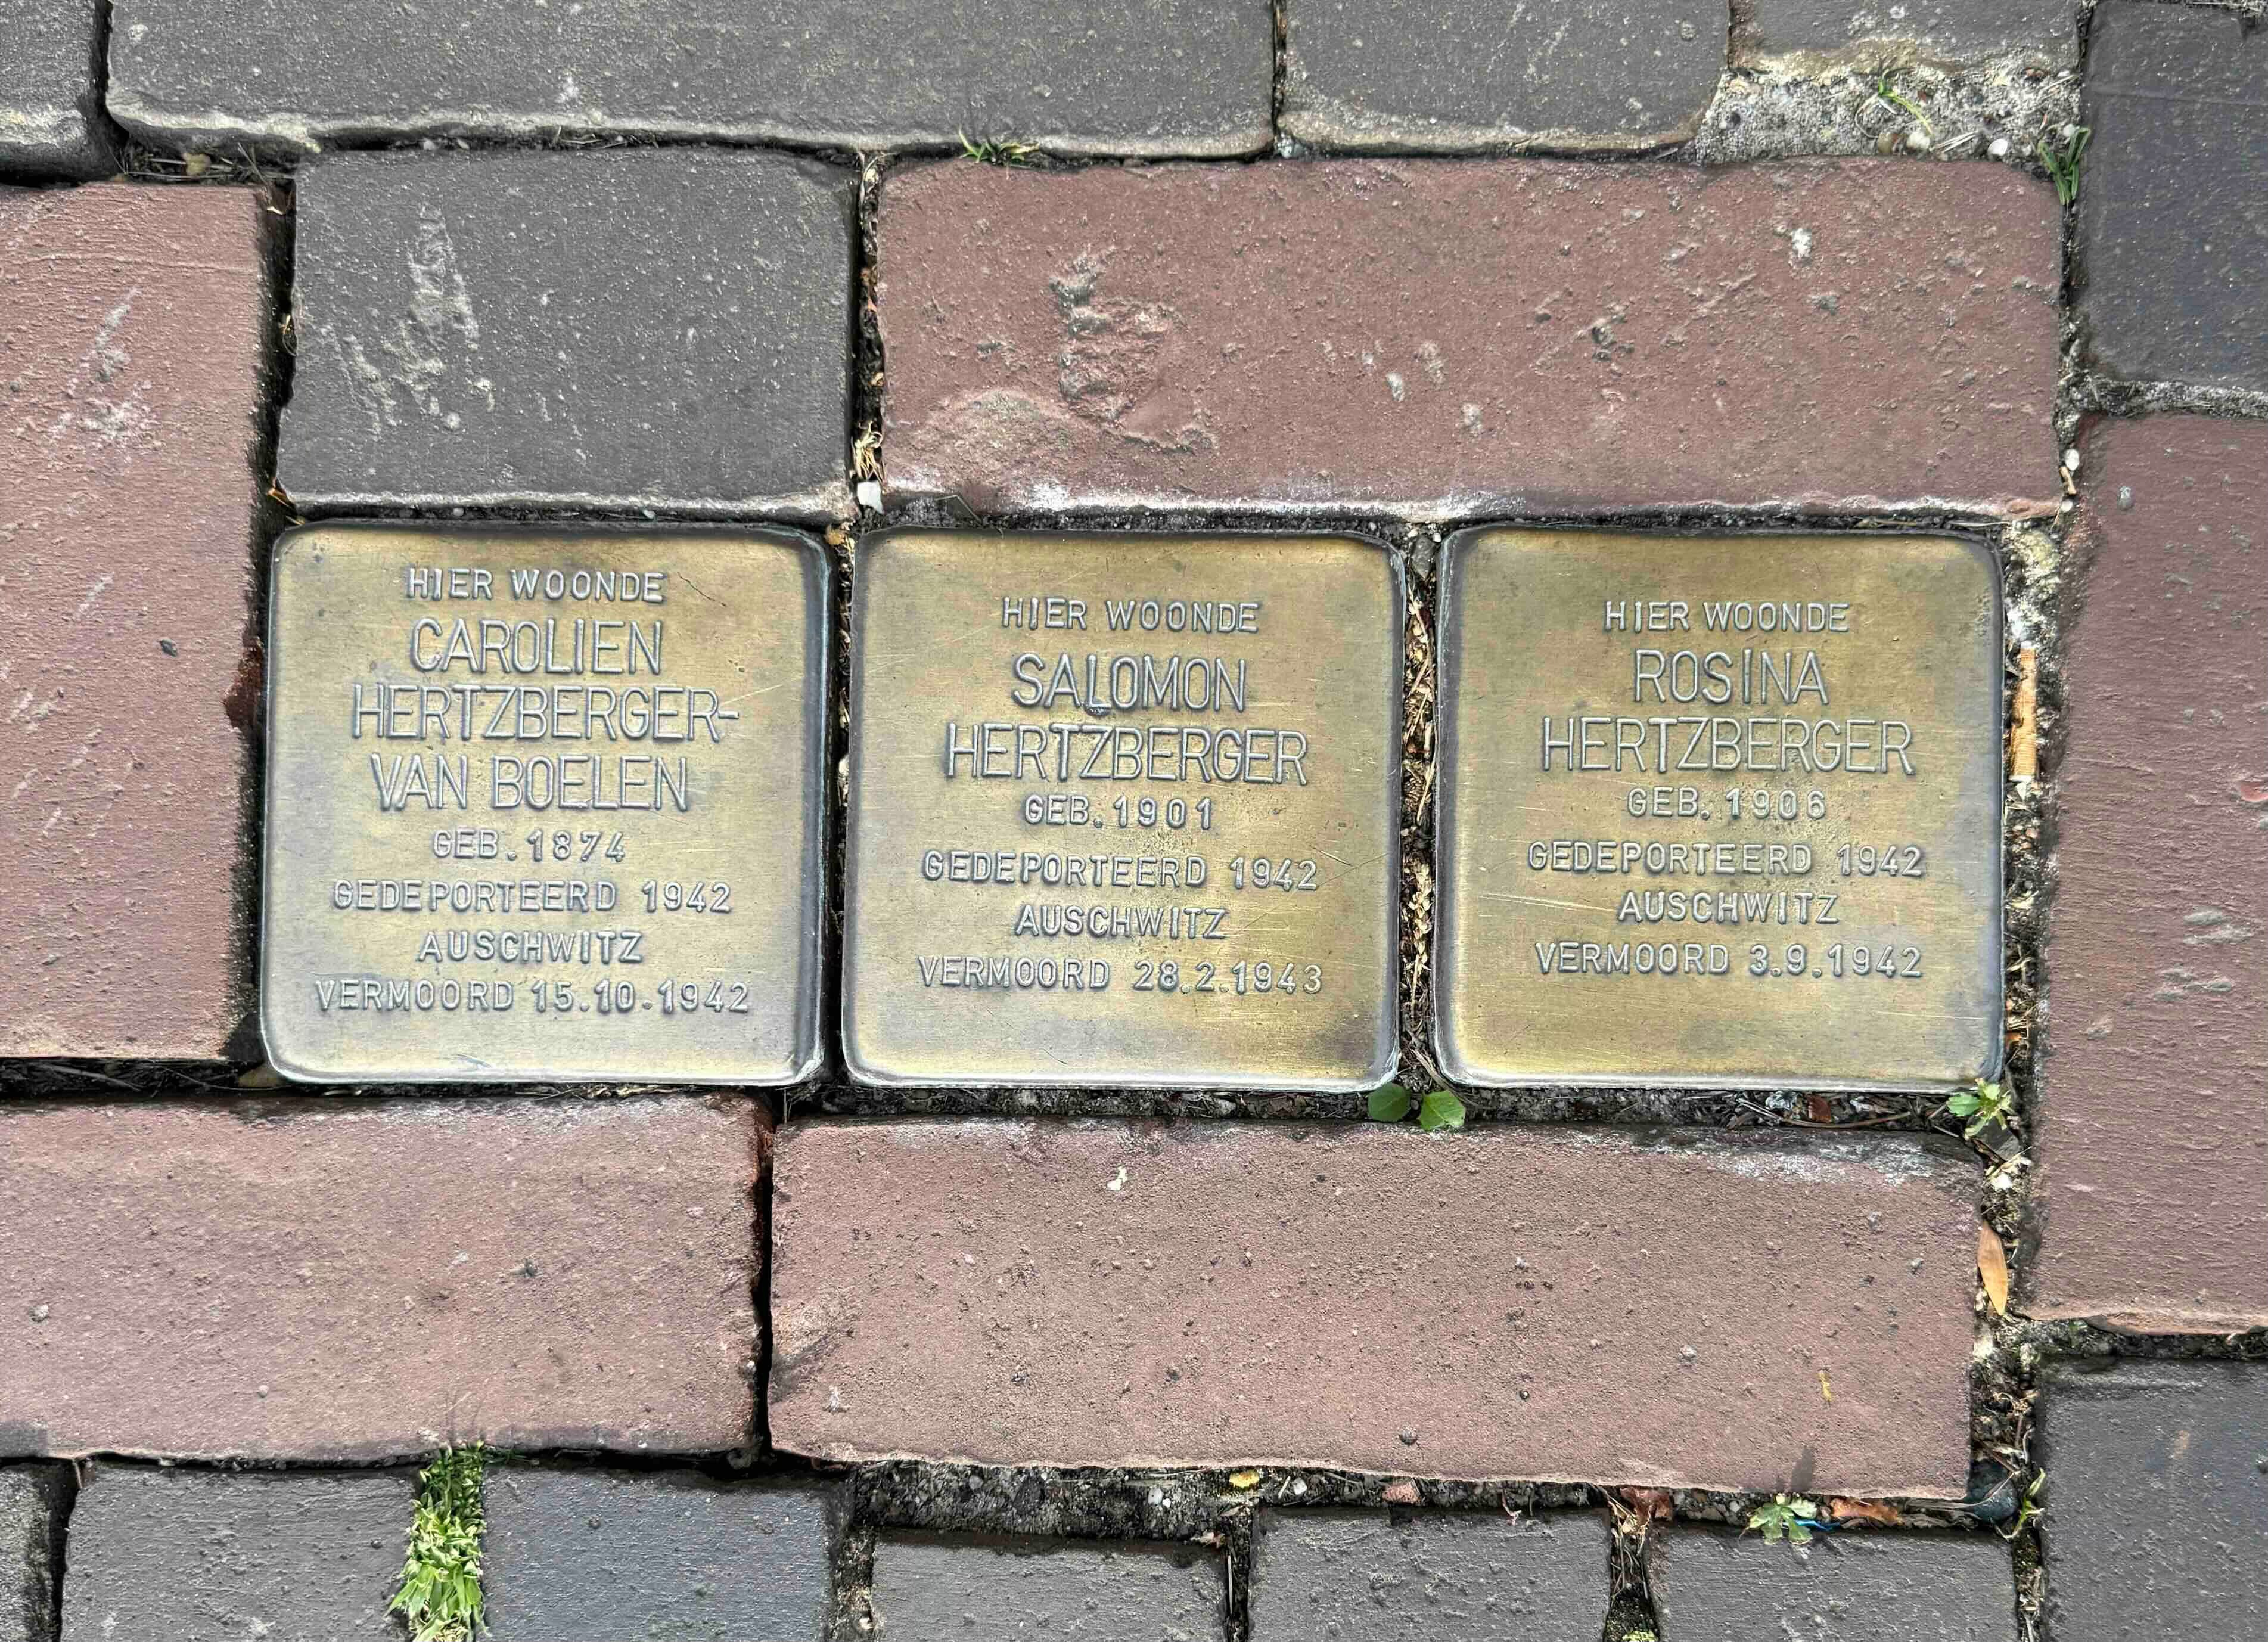 HIER WOONDE
CAROLIEN
HERTZBERGER-
VAN BOELEN
GEB. 1874
GEDEPORTEERD 1942
AUSCHWITZ
VERMOORD 15.10.1942
HIER WOONDE
SALOMON
HERTZBERGER
GEB. 1901
GEDEPORTEERD 1942
AUSCHWITZ
VERMOORD 28.2.1943
HIER WOONDE
ROSINA
HERTZBERGER
GEB. 1906
GEDEPORTEERD 1942
AUSCHWITZ
VERMOORD 3.9.1942